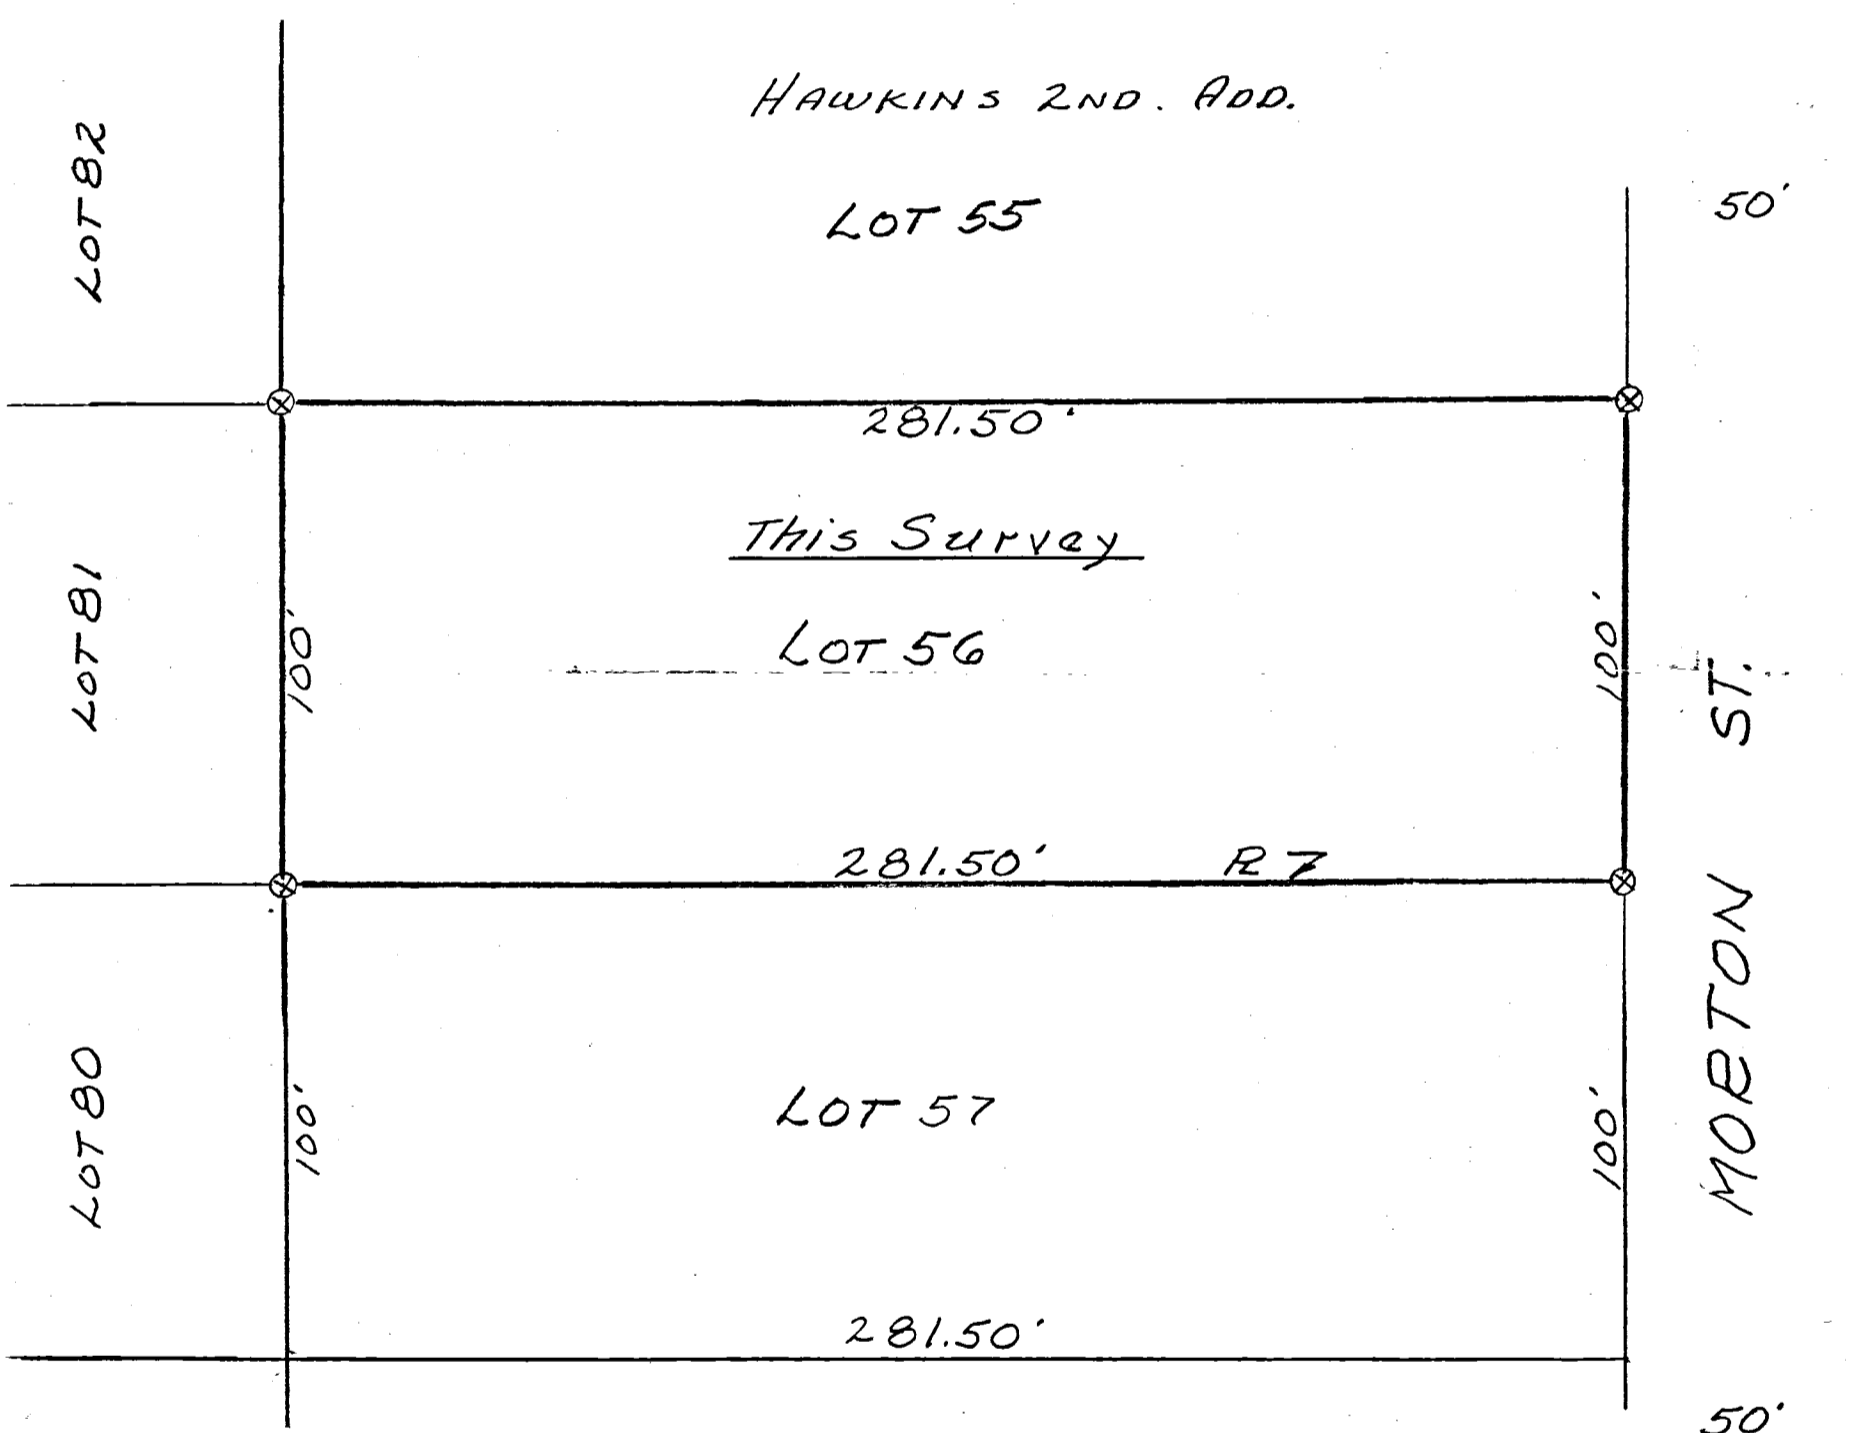 HAWKINS 2ND. ADD.
LOT 82
LOT 55
50'
281.50'
This Survey
LOT 81
100'
LOT 56
100'
281.50' R7
MORTON ST.
LOT 80
100'
LOT 57
100'
281.50'
50'